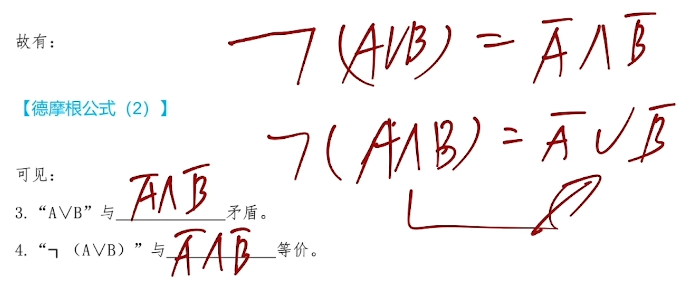 故有： ¬(A∨B) = A̅∧B̅
【德摩根公式（2）】
¬(A∧B) = A̅∨B̅
可见：
3. “A∨B”与 A̅∧B̅ 矛盾。
4. “¬（A∨B）”与 A̅∧B̅ 等价。